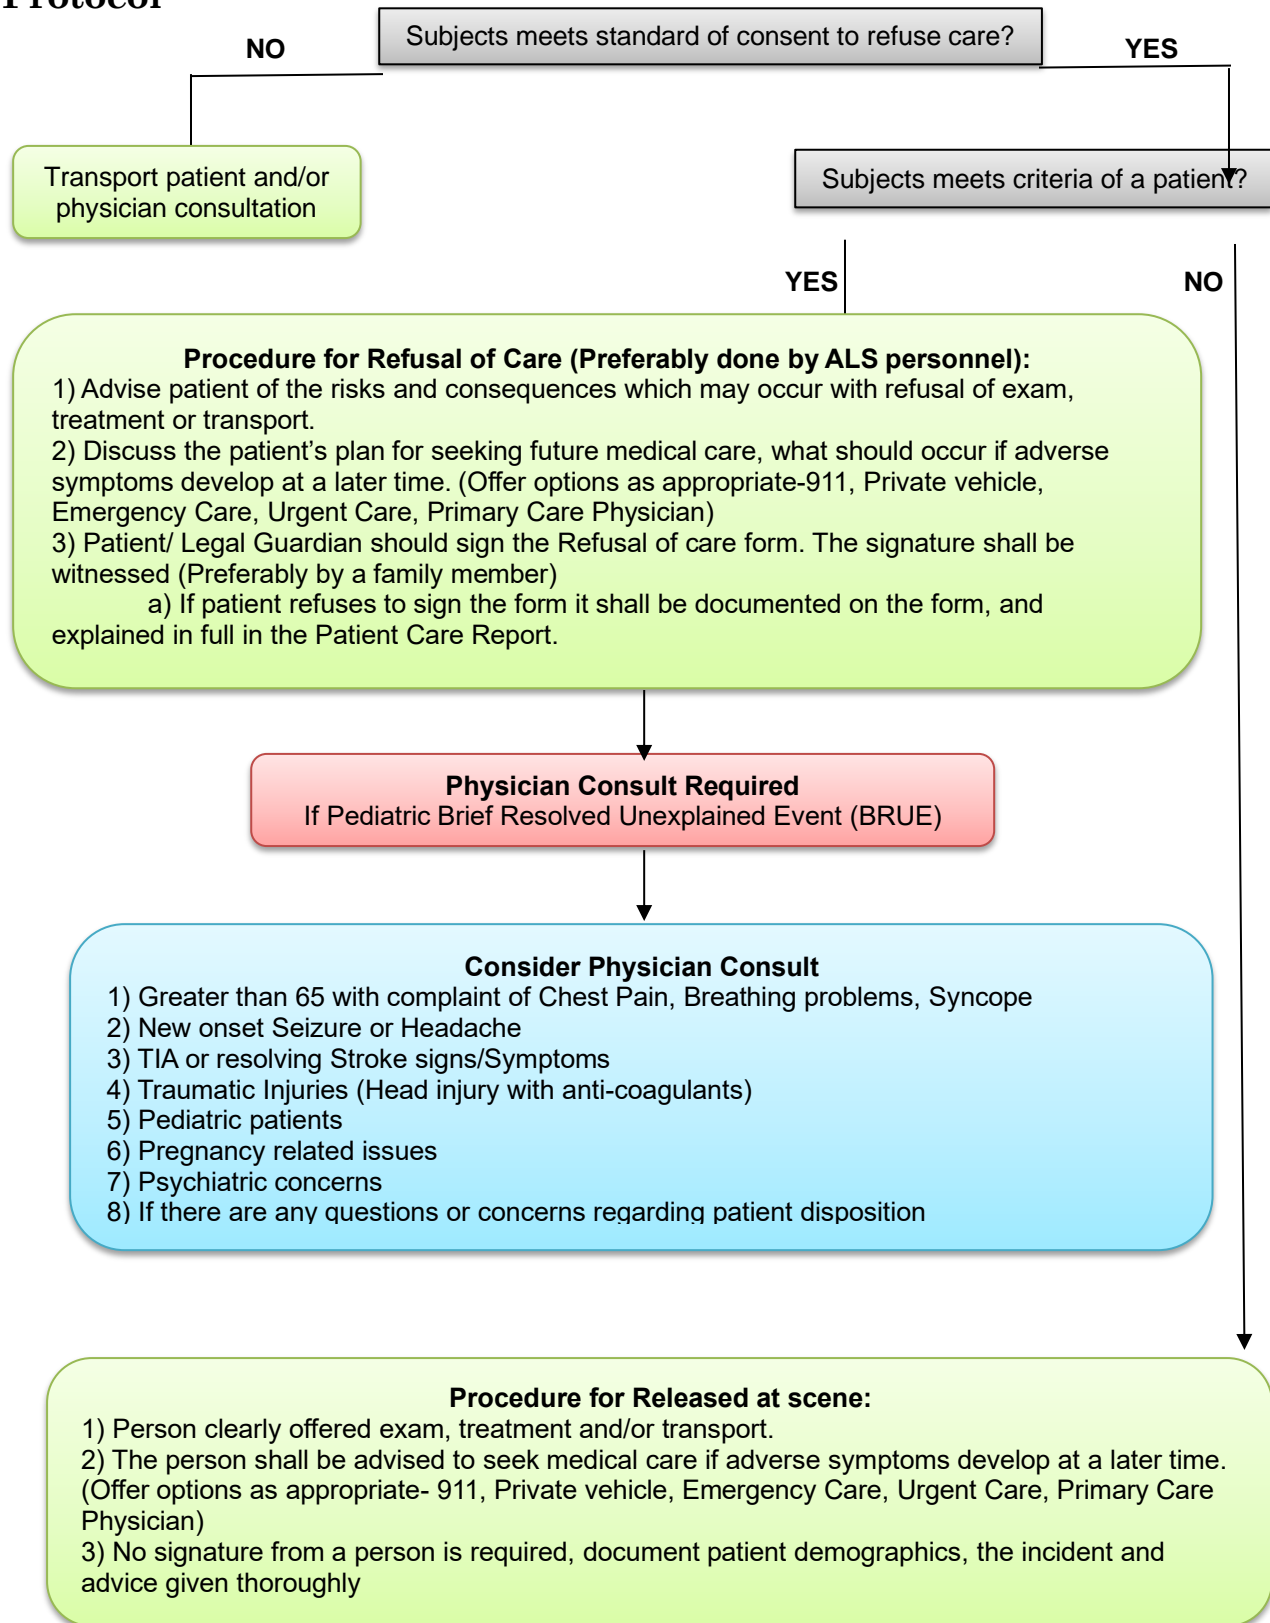 Protocol
Subjects meets standard of consent to refuse care?
NO
YES
Transport patient and/or
physician consultation
Subjects meets criteria of a patient?
YES
NO
Procedure for Refusal of Care (Preferably done by ALS personnel):
1) Advise patient of the risks and consequences which may occur with refusal of exam,
treatment or transport.
2) Discuss the patient’s plan for seeking future medical care, what should occur if adverse
symptoms develop at a later time. (Offer options as appropriate-911, Private vehicle,
Emergency Care, Urgent Care, Primary Care Physician)
3) Patient/ Legal Guardian should sign the Refusal of care form. The signature shall be
witnessed (Preferably by a family member)
a) If patient refuses to sign the form it shall be documented on the form, and
explained in full in the Patient Care Report.
Physician Consult Required
If Pediatric Brief Resolved Unexplained Event (BRUE)
Consider Physician Consult
1) Greater than 65 with complaint of Chest Pain, Breathing problems, Syncope
2) New onset Seizure or Headache
3) TIA or resolving Stroke signs/Symptoms
4) Traumatic Injuries (Head injury with anti-coagulants)
5) Pediatric patients
6) Pregnancy related issues
7) Psychiatric concerns
8) If there are any questions or concerns regarding patient disposition
Procedure for Released at scene:
1) Person clearly offered exam, treatment and/or transport.
2) The person shall be advised to seek medical care if adverse symptoms develop at a later time.
(Offer options as appropriate- 911, Private vehicle, Emergency Care, Urgent Care, Primary Care
Physician)
3) No signature from a person is required, document patient demographics, the incident and
advice given thoroughly